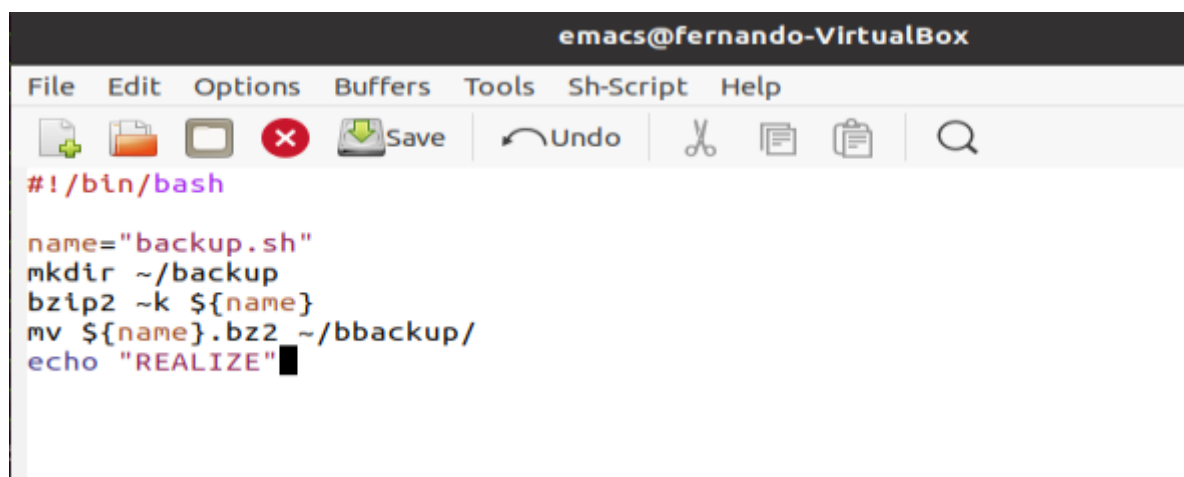 emacs@fernando-VirtualBox
File Edit Options Buffers Tools Sh-Script Help
Save Undo
#!/bin/bash
name="backup.sh"
mkdir ~/backup
bzip2 ~k ${name}
mv ${name}.bz2 ~/bbackup/
echo "REALIZE"